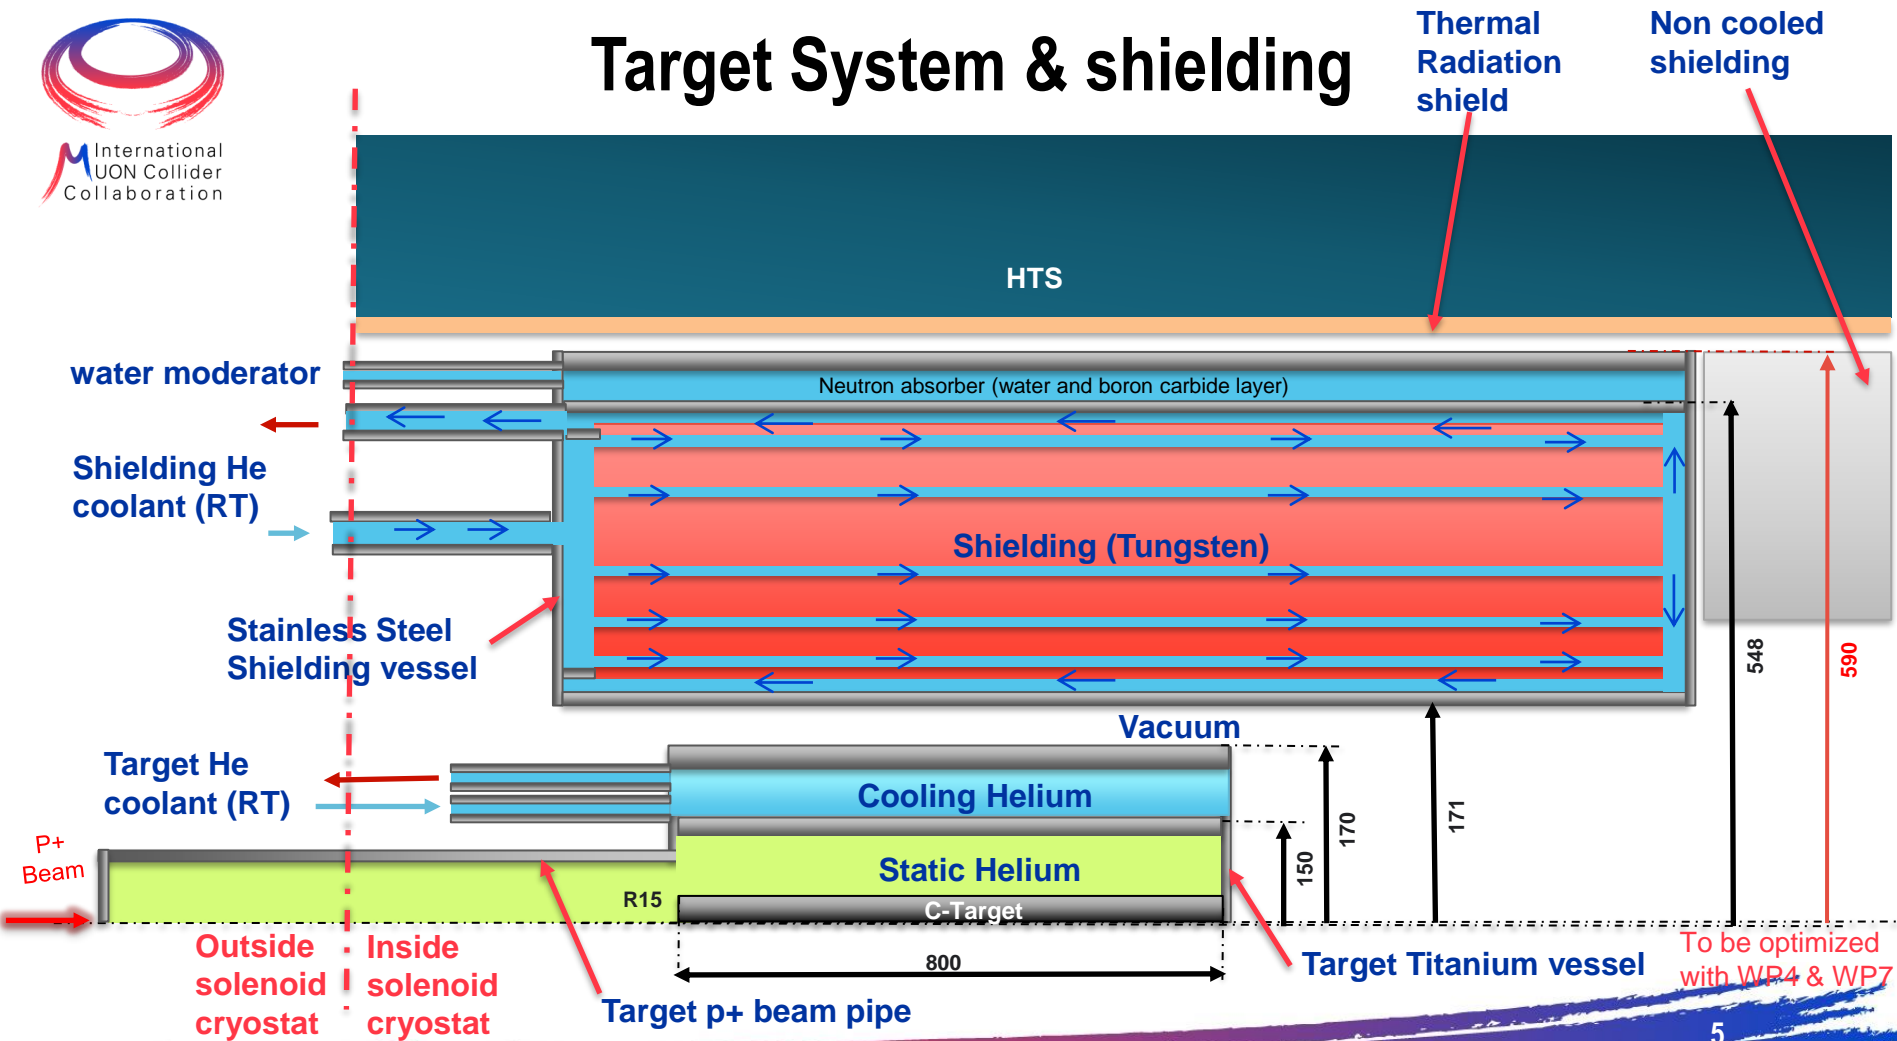 Target System & shielding
International
MUON Collider
Collaboration
Thermal
Radiation
shield
Non cooled
shielding
HTS
water moderator
Neutron absorber (water and boron carbide layer)
Shielding He
coolant (RT)
Shielding (Tungsten)
Stainless Steel
Shielding vessel
548
590
Vacuum
Target He
coolant (RT)
Cooling Helium
171
170
150
P+
Beam
Static Helium
R15
C-Target
800
Outside
solenoid
cryostat
Inside
solenoid
cryostat
Target p+ beam pipe
Target Titanium vessel
To be optimized
with WP4 & WP7
5